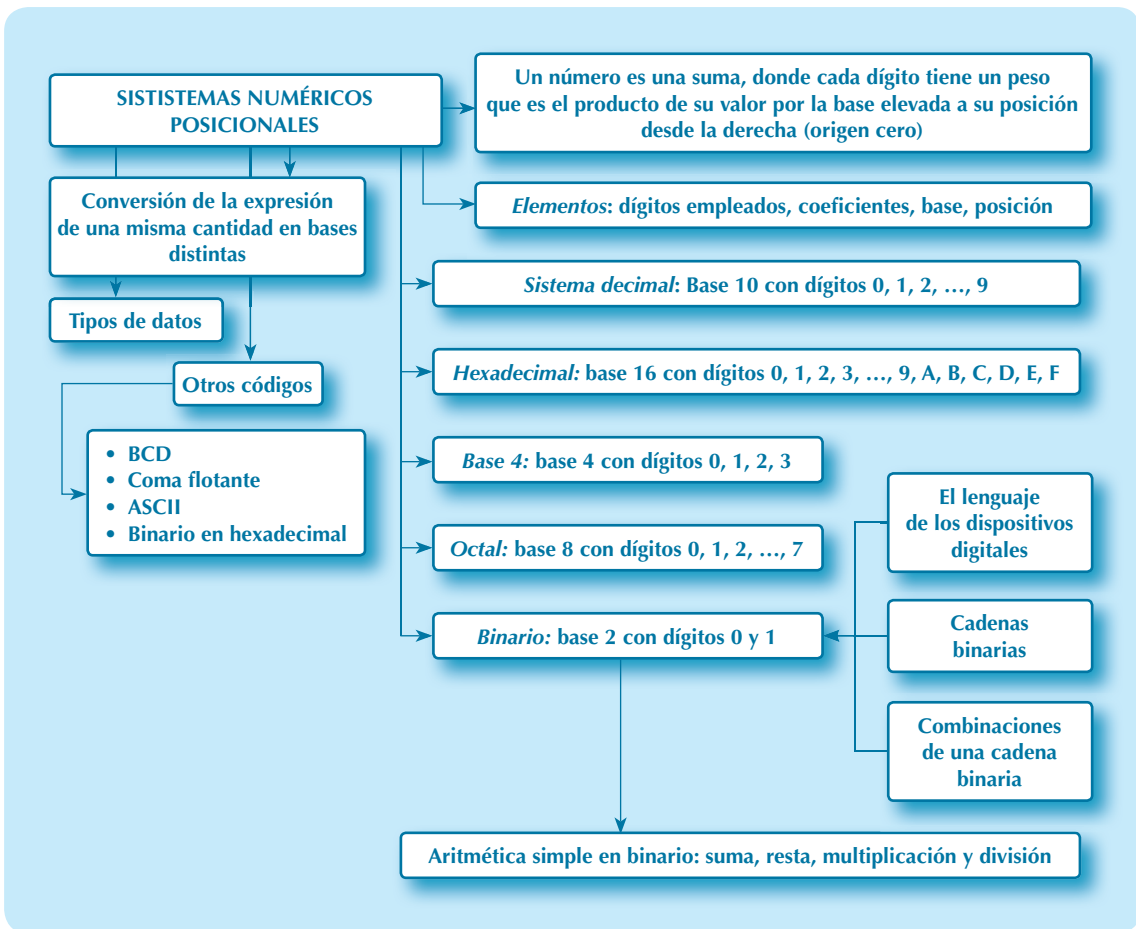 SISTISTEMAS NUMÉRICOS
POSICIONALES
Un número es una suma, donde cada dígito tiene un peso
que es el producto de su valor por la base elevada a su posición
desde la derecha (origen cero)
Conversión de la expresión
de una misma cantidad en bases
distintas
Elementos: dígitos empleados, coeficientes, base, posición
Sistema decimal: Base 10 con dígitos 0, 1, 2, ..., 9
Tipos de datos
Hexadecimal: base 16 con dígitos 0, 1, 2, 3, ..., 9, A, B, C, D, E, F
Otros códigos
• BCD
• Coma flotante
• ASCII
• Binario en hexadecimal
Base 4: base 4 con dígitos 0, 1, 2, 3
Octal: base 8 con dígitos 0, 1, 2, ..., 7
Binario: base 2 con dígitos 0 y 1
El lenguaje
de los dispositivos
digitales
Cadenas
binarias
Combinaciones
de una cadena
binaria
Aritmética simple en binario: suma, resta, multiplicación y división